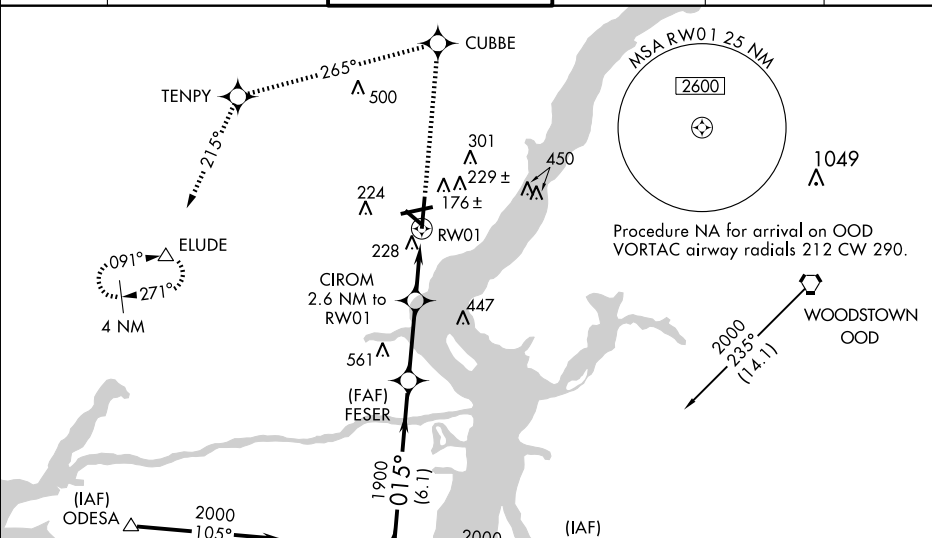 CUBBE
265°
TENPY
500
215°
MSA RW01 25 NM
2600
301
450
229 ±
176 ±
224
1049
RW01
228
Procedure NA for arrival on OOD
VORTAC airway radials 212 CW 290.
ELUDE
091°
271°
4 NM
CIROM
2.6 NM to
RW01
447
561
WOODSTOWN
OOD
2000
235°
(14.1)
(FAF)
FESER
1900
015°
(6.1)
(IAF)
ODESA
2000
105°
(IAF)
2000